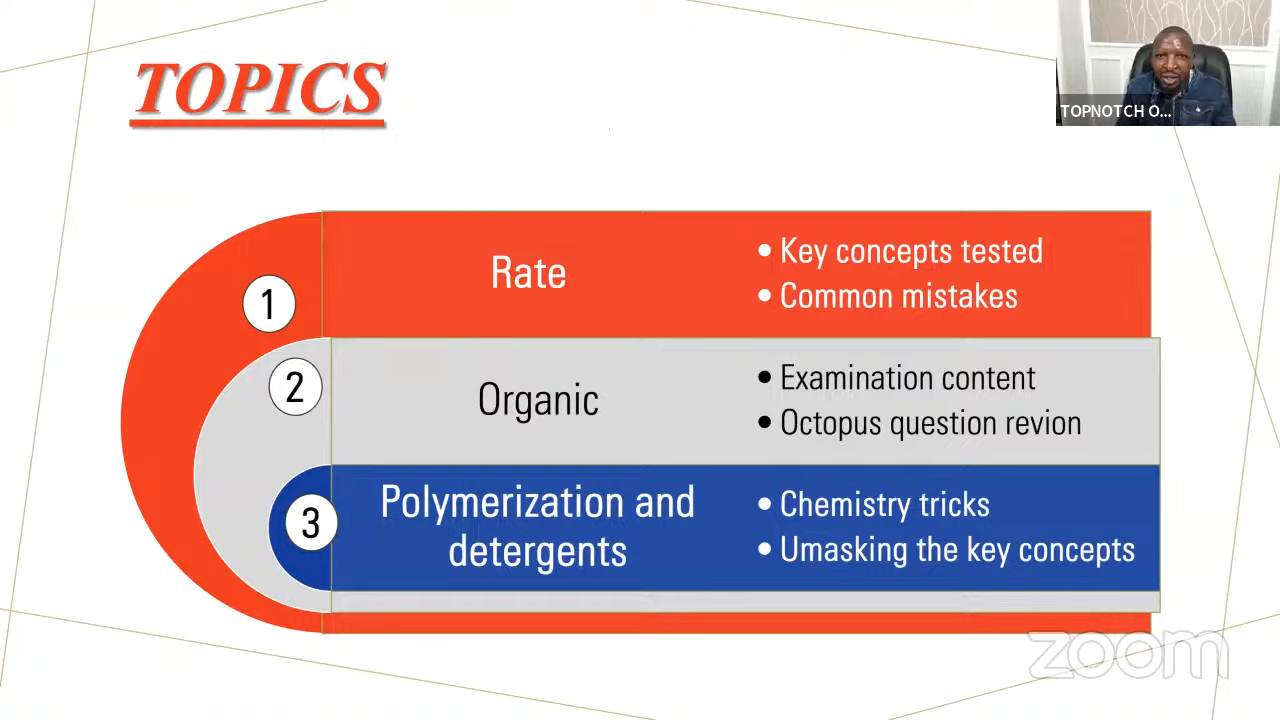 TOPICS
TOPNOTCH O...
1
Rate
• Key concepts tested
• Common mistakes
2
Organic
• Examination content
• Octopus question revion
3
Polymerization and
detergents
• Chemistry tricks
• Umasking the key concepts
zoom